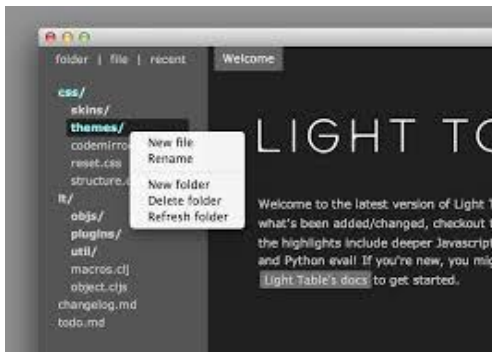 folder | file | recent
Welcome
css/
skins/
themes/
codemirro
reset.css
structure.c
lt/
objs/
plugins/
util/
macros.clj
object.cljs
changelog.md
todo.md
New file
Rename
New folder
Delete folder
Refresh folder
LIGHT TO
Welcome to the latest version of Light T
what's been added/changed, checkout t
the highlights include deeper Javascript
and Python eval! If you're new, you mig
Light Table's docs to get started.